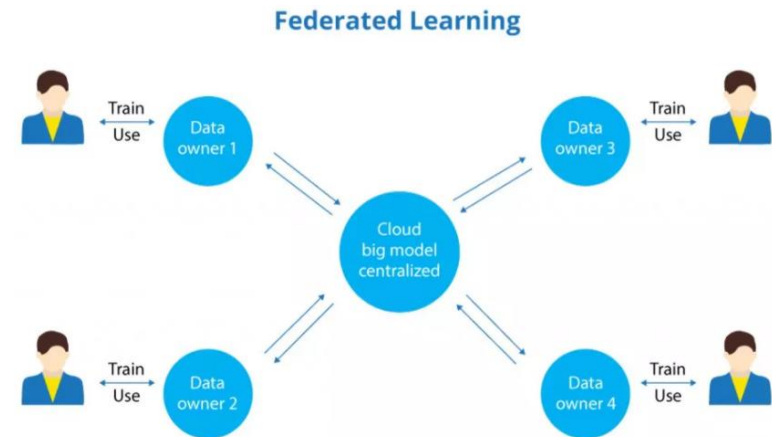 Federated Learning
Train
Use
Data
owner 1
Data
owner 3
Train
Use
Cloud
big model
centralized
Train
Use
Data
owner 2
Data
owner 4
Train
Use